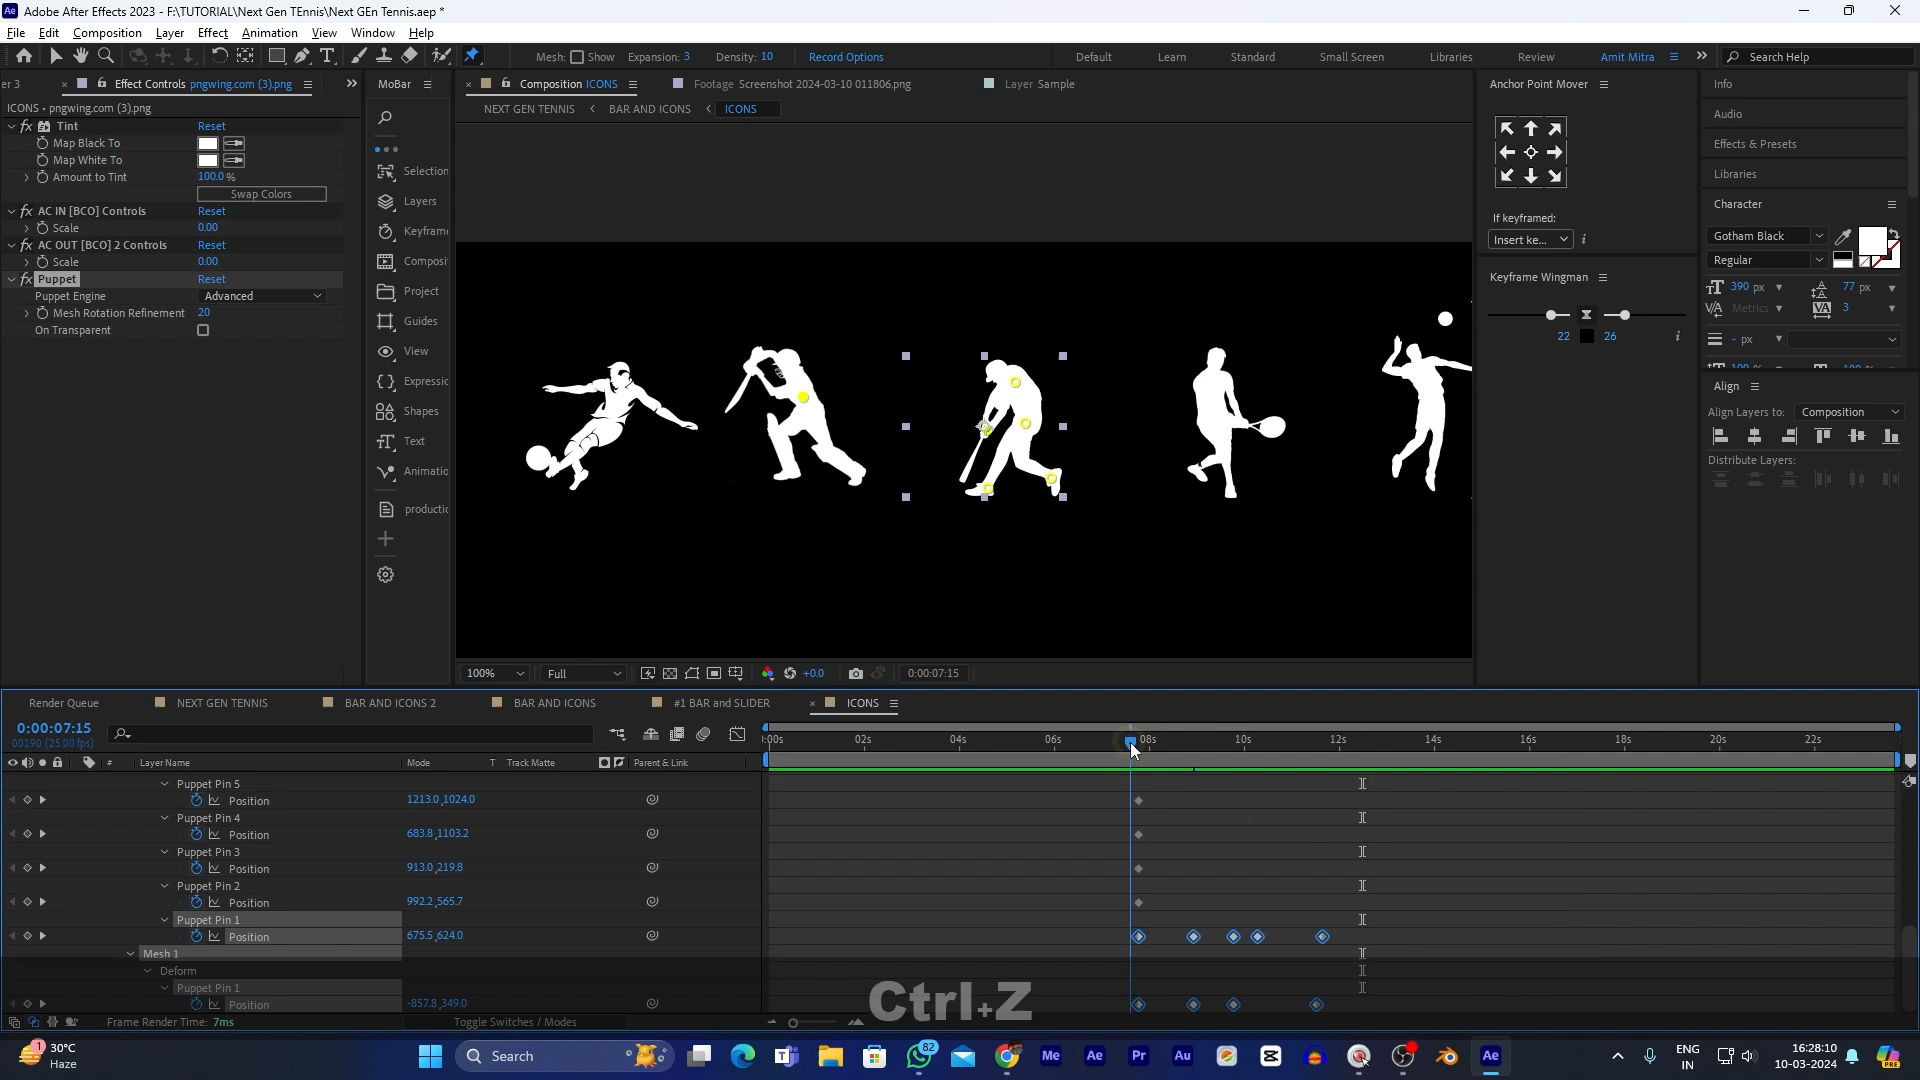 Adobe After Effects 2023 - F:\TUTORIAL\Next Gen TEnnis\Next GEn Tennis.aep *
File Edit Composition Layer Effect Animation View Window Help
Mesh: Show Expansion: 3 Density: 10 Record Options Default Learn Standard Small Screen Libraries Review Amit Mitra Search Help
er 3 Effect Controls pngwing.com (3).png
ICONS • pngwing.com (3).png
fx Tint Reset
Map Black To
Map White To
Amount to Tint 100.0 %
Swap Colors
fx AC IN [BCO] Controls Reset
Scale 0.00
fx AC OUT [BCO] 2 Controls Reset
Scale 0.00
fx Puppet Reset
Puppet Engine Advanced
Mesh Rotation Refinement 20
On Transparent
MoBar
Selection
Layers
Keyframe
Composit
Project
Guides
View
Expressic
Shapes
Text
Animatio
productio
Composition ICONS Footage Screenshot 2024-03-10 011806.png Layer Sample
NEXT GEN TENNIS BAR AND ICONS ICONS
100% Full +0.0 0:00:07:15
Anchor Point Mover
If keyframed:
Insert ke...
Keyframe Wingman
22 26
Info
Audio
Effects & Presets
Libraries
Character
Gotham Black
Regular
390 px 77 px
Metrics 3
- px
Align
Align Layers to: Composition
Distribute Layers:
Render Queue NEXT GEN TENNIS BAR AND ICONS 2 BAR AND ICONS #1 BAR and SLIDER ICONS
0:00:07:15
00190 (25.00 fps)
:00s 02s 04s 06s 08s 10s 12s 14s 16s 18s 20s 22s
# Layer Name Mode T Track Matte Parent & Link
Puppet Pin 5
Position 1213.0,1024.0
Puppet Pin 4
Position 683.8,1103.2
Puppet Pin 3
Position 913.0,219.8
Puppet Pin 2
Position 992.2,565.7
Puppet Pin 1
Position 675.5,624.0
Mesh 1
Deform
Puppet Pin 1
Position -857.8,349.0
Ctrl+Z
Frame Render Time: 7ms Toggle Switches / Modes
30°C
Haze
Search
82
ENG
IN
16:28:10
10-03-2024